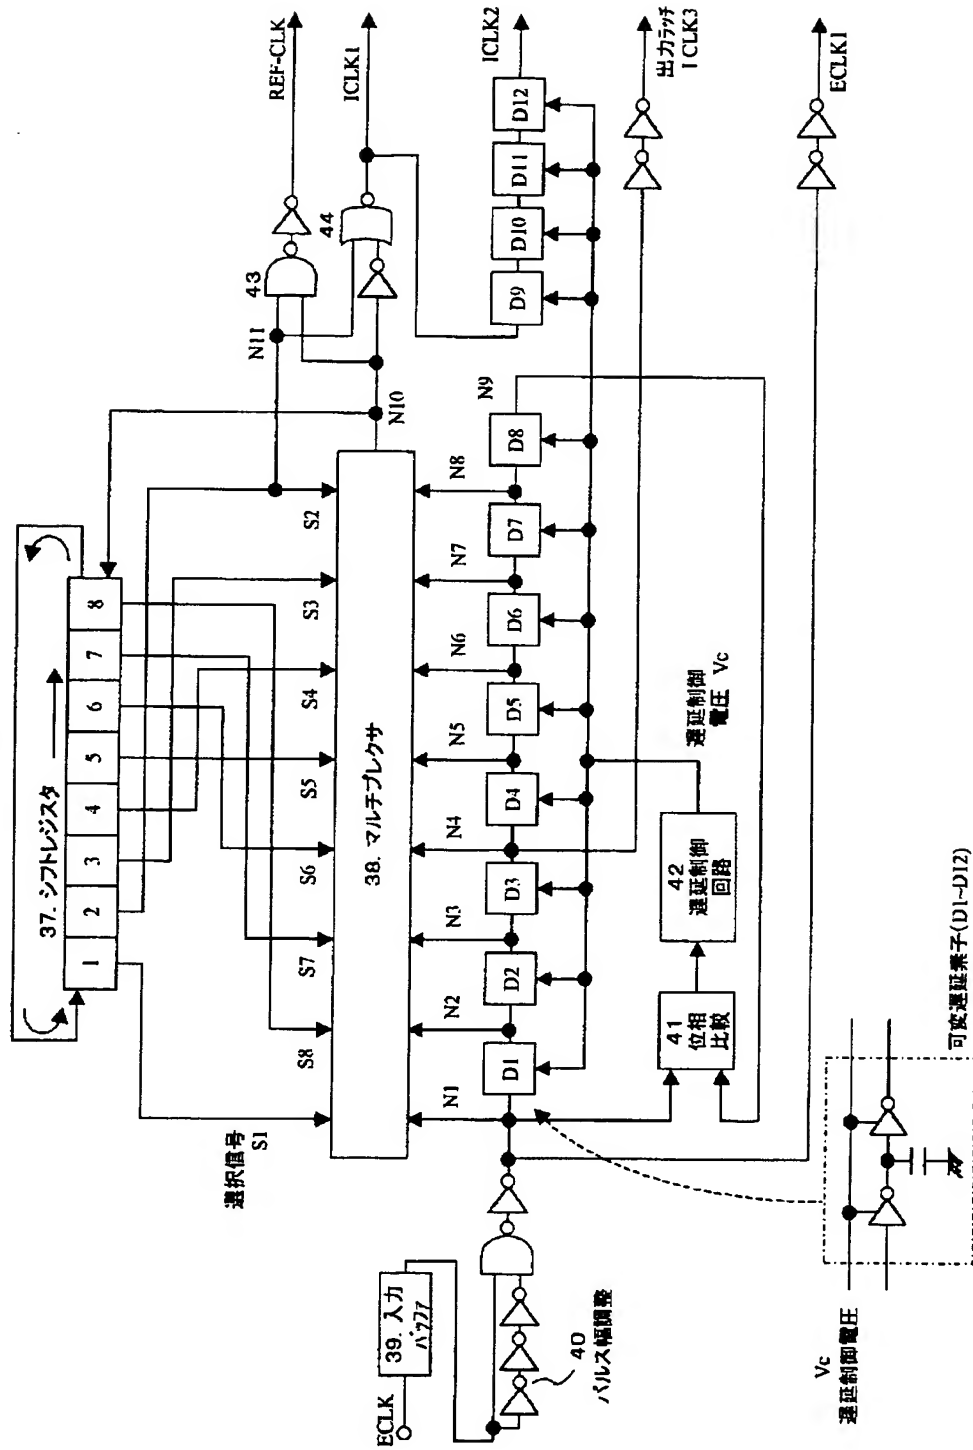 37. シフトレジスタ
1 2 3 4 5 6 7 8
選択信号
S1 S8 S7 S6 S5 S4 S3 S2
38. マルチプレクサ
N10
N11
43
44
REF-CLK
ICLK1
N1 N2 N3 N4 N5 N6 N7 N8 N9
D1 D2 D3 D4 D5 D6 D7 D8
D9 D10 D11 D12
ICLK2
出力ラッチ
ICLK3
ECLK1
ECLK
39. 入力
バッファ
40
パルス幅調整
41
位相
比較
42
遅延制御
回路
遅延制御
電圧 Vc
Vc
遅延制御電圧
可変遅延素子(D1~D12)